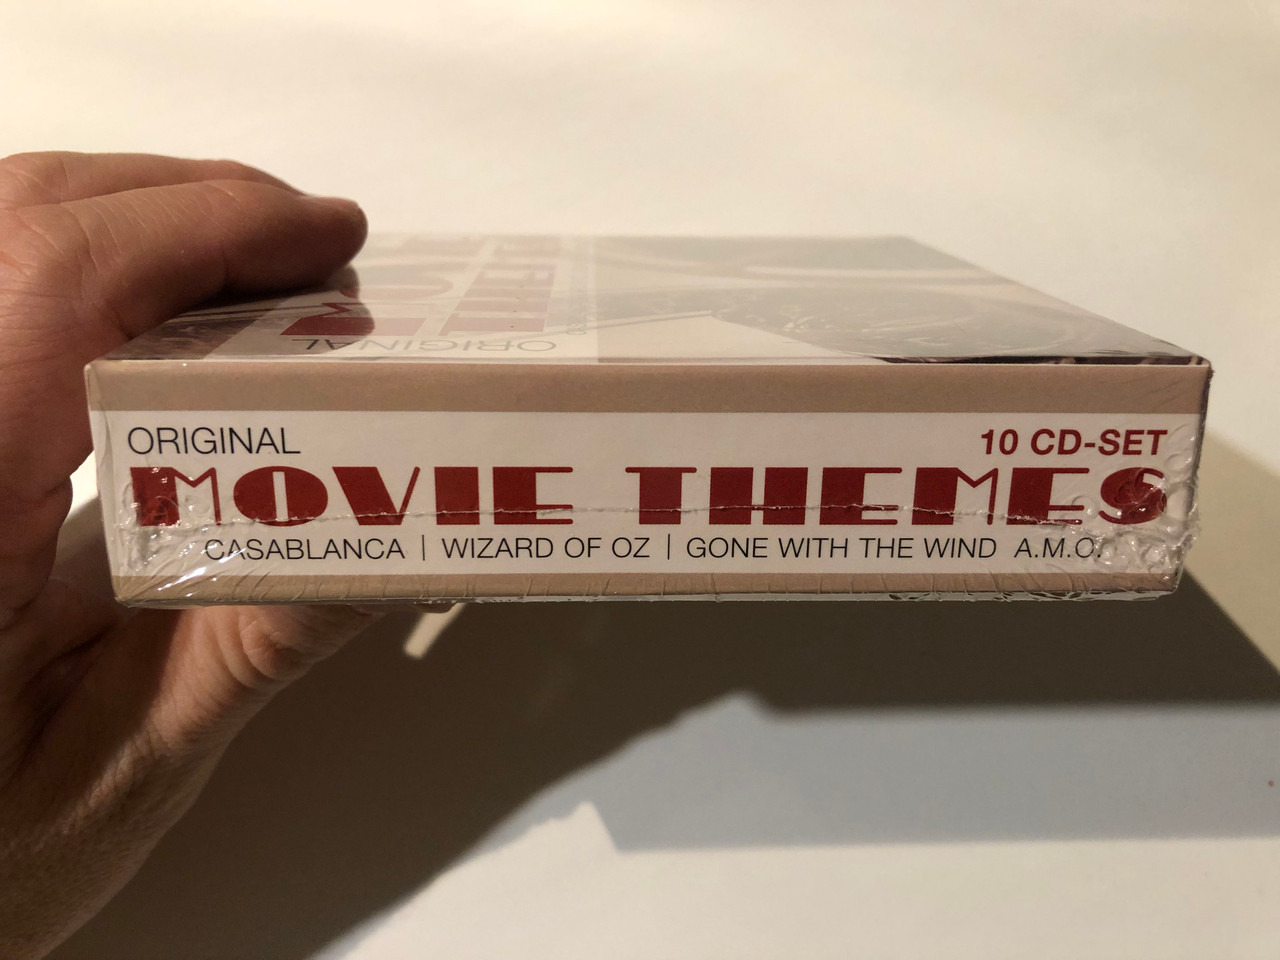 ORIGINAL
ORIGINAL
10 CD-SET
MOVIE THEMES
CASABLANCA | WIZARD OF OZ | GONE WITH THE WIND A.M.O.